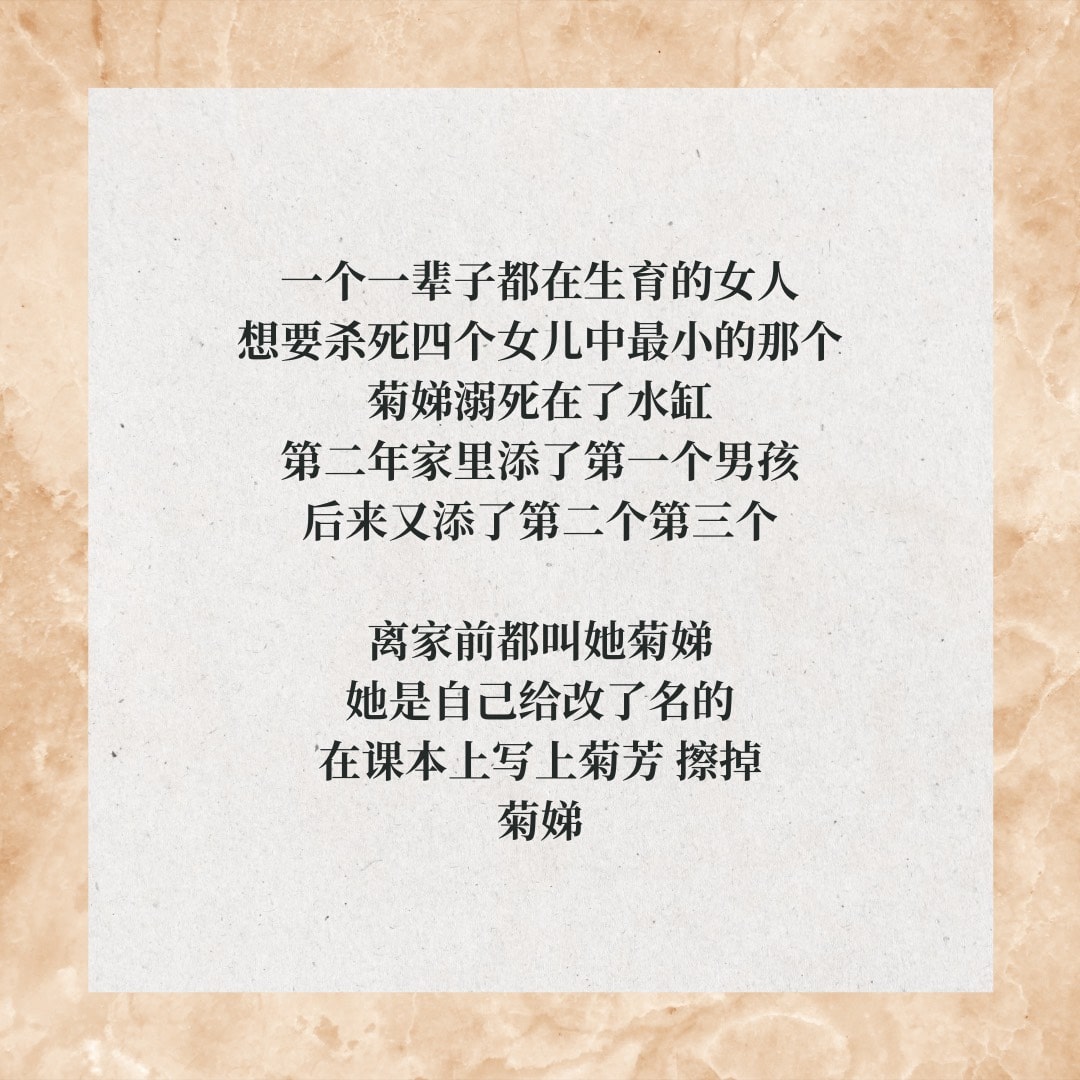 一个一辈子都在生育的女人
想要杀死四个女儿中最小的那个
菊娣溺死在了水缸
第二年家里添了第一个男孩
后来又添了第二个第三个
离家前都叫她菊娣
她是自己给改了名的
在课本上写上菊芳 擦掉
菊娣